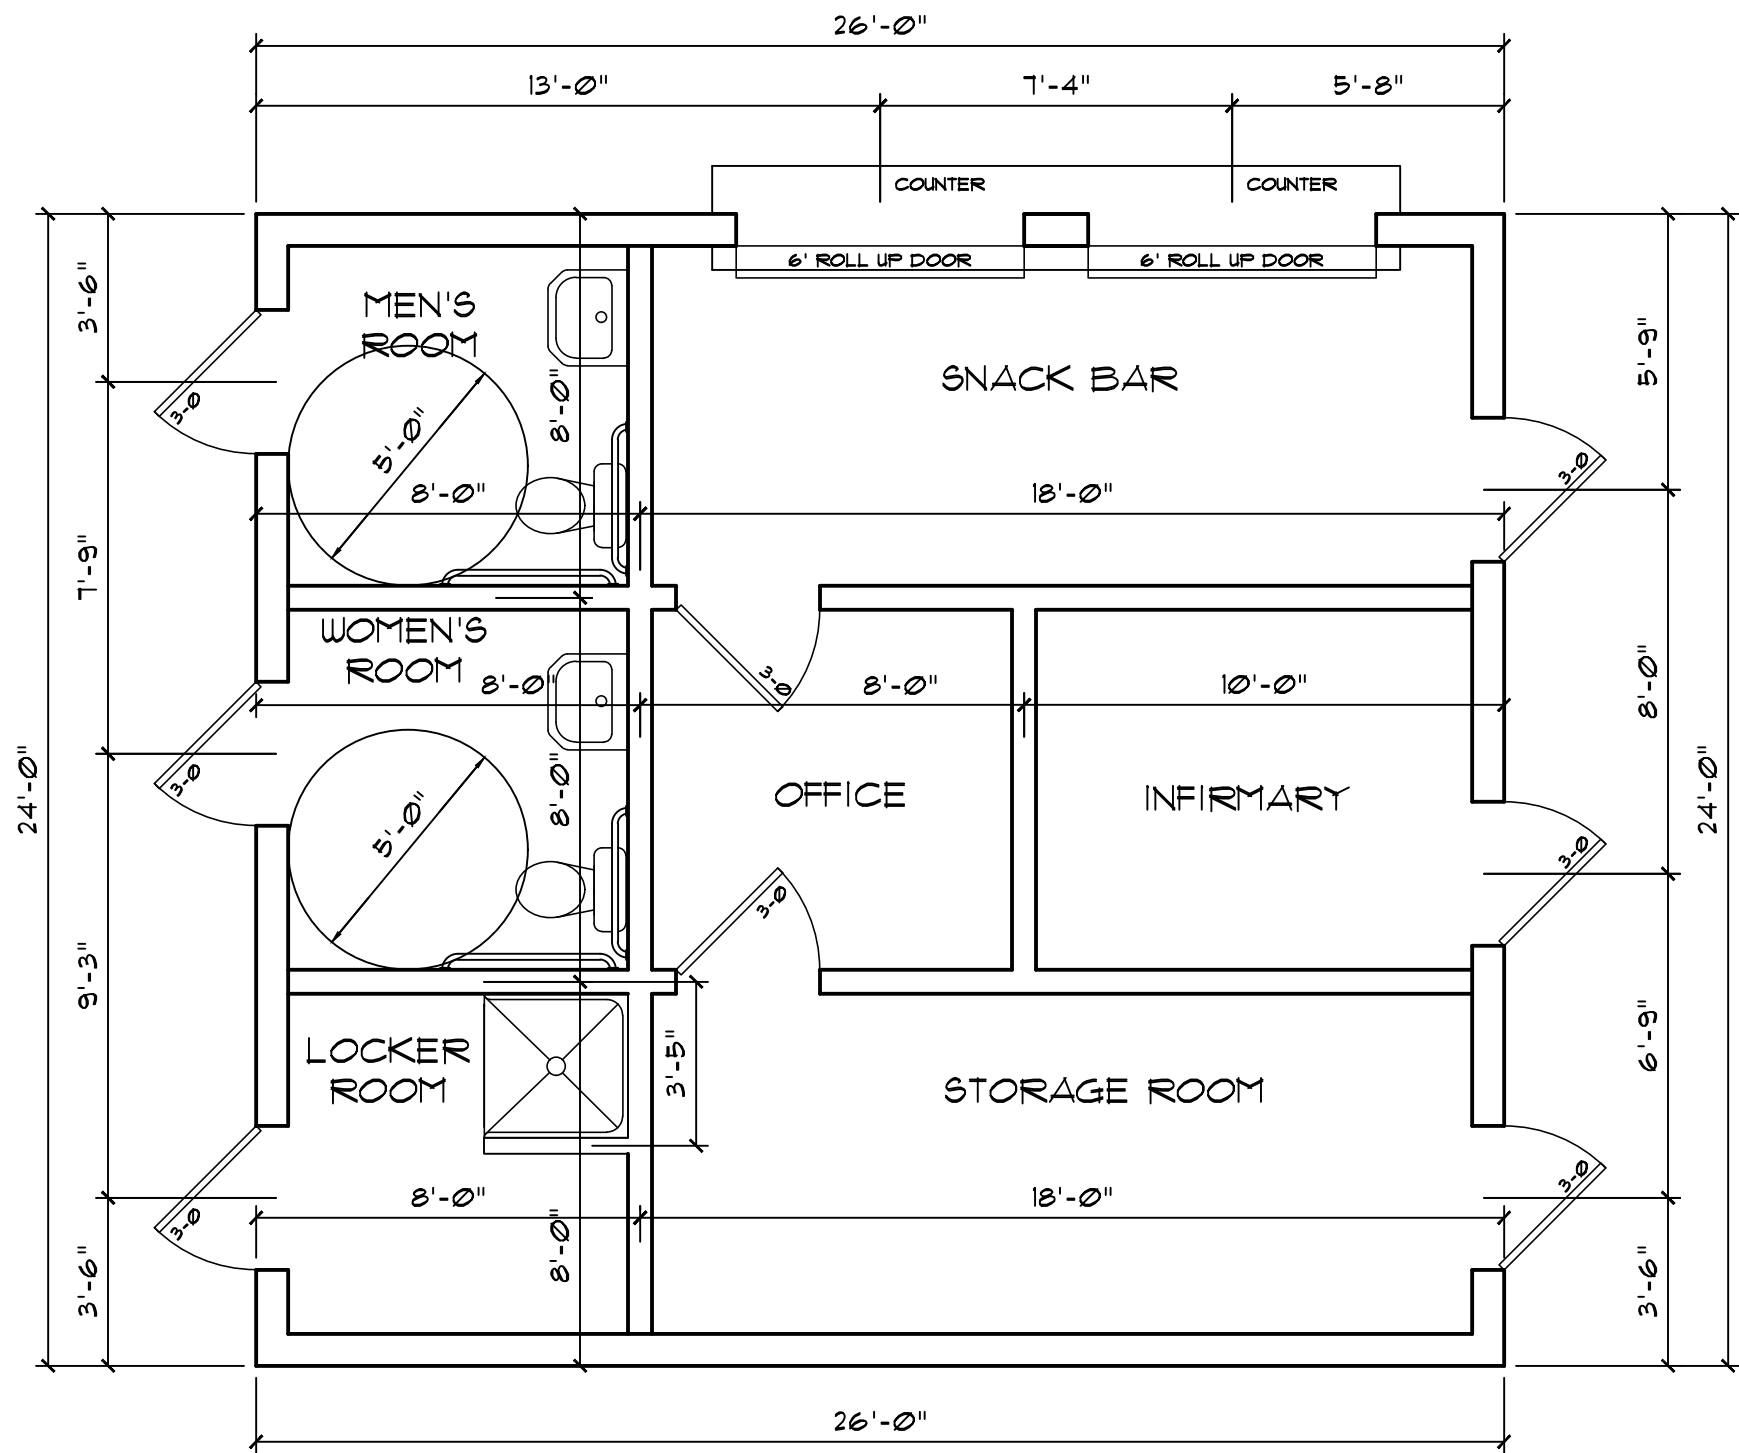 26'-0"
13'-0"
7'-4"
5'-8"
COUNTER
COUNTER
6' ROLL UP DOOR
6' ROLL UP DOOR
3'-6"
MEN'S
ROOM
SNACK BAR
5'-9"
3-0
8'-0"
5'-0"
3-0
8'-0"
18'-0"
7'-9"
WOMEN'S
ROOM
8'-0"
3-0
8'-0"
10'-0"
8'-0"
24'-0"
3-0
5'-0"
8'-0"
OFFICE
INFIRMARY
24'-0"
3-0
3-0
9'-3"
LOCKER
ROOM
3'-5"
STORAGE ROOM
6'-9"
3-0
8'-0"
18'-0"
3-0
8'-0"
3'-6"
3'-6"
26'-0"